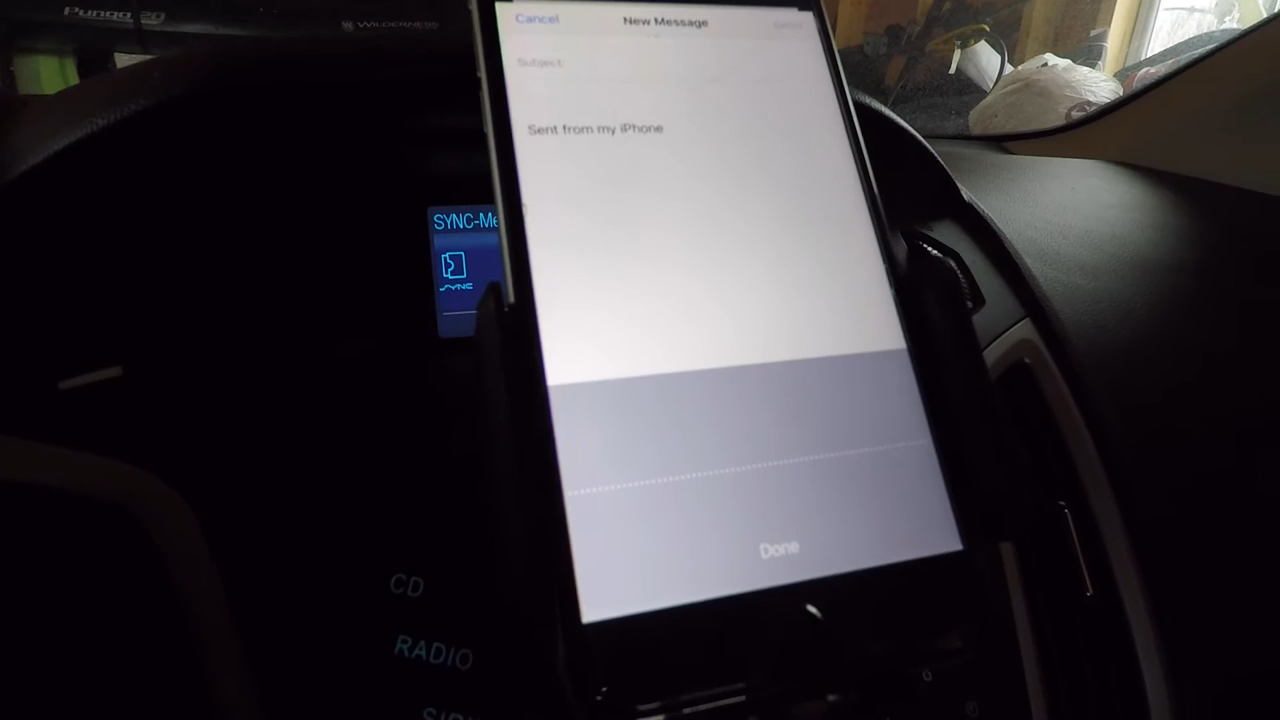 Pungo 120
WILDERNESS
Cancel
New Message
Subject:
Sent from my iPhone
SYNC-Me
SYNC
Done
CD
RADIO